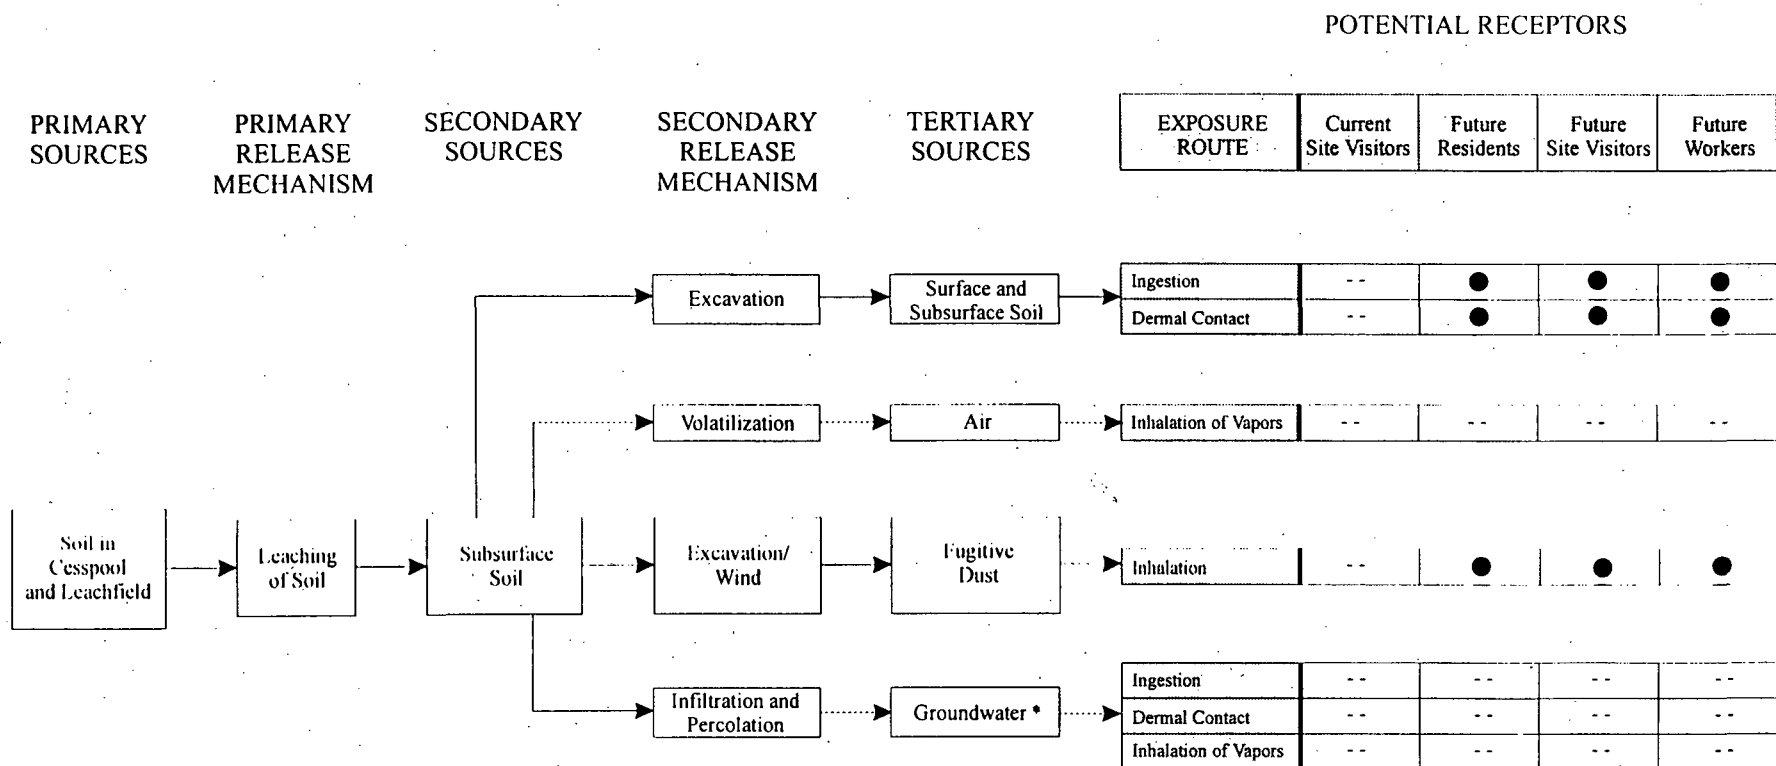 POTENTIAL RECEPTORS
PRIMARY
SOURCES
PRIMARY
RELEASE
MECHANISM
SECONDARY
SOURCES
SECONDARY
RELEASE
MECHANISM
TERTIARY
SOURCES
EXPOSURE
ROUTE
Current
Site Visitors
Future
Residents
Future
Site Visitors
Future
Workers
Excavation
Surface and
Subsurface Soil
Ingestion -- ● ● ●
Dermal Contact -- ● ● ●
Volatilization
Air
Inhalation of Vapors -- -- -- --
Soil in
Cesspool
and Leachfield
Leaching
of Soil
Subsurface
Soil
Excavation/
Wind
Fugitive
Dust
Inhalation -- ● ● ●
Infiltration and
Percolation
Groundwater *
Ingestion -- -- -- --
Dermal Contact -- -- -- --
Inhalation of Vapors -- -- -- --